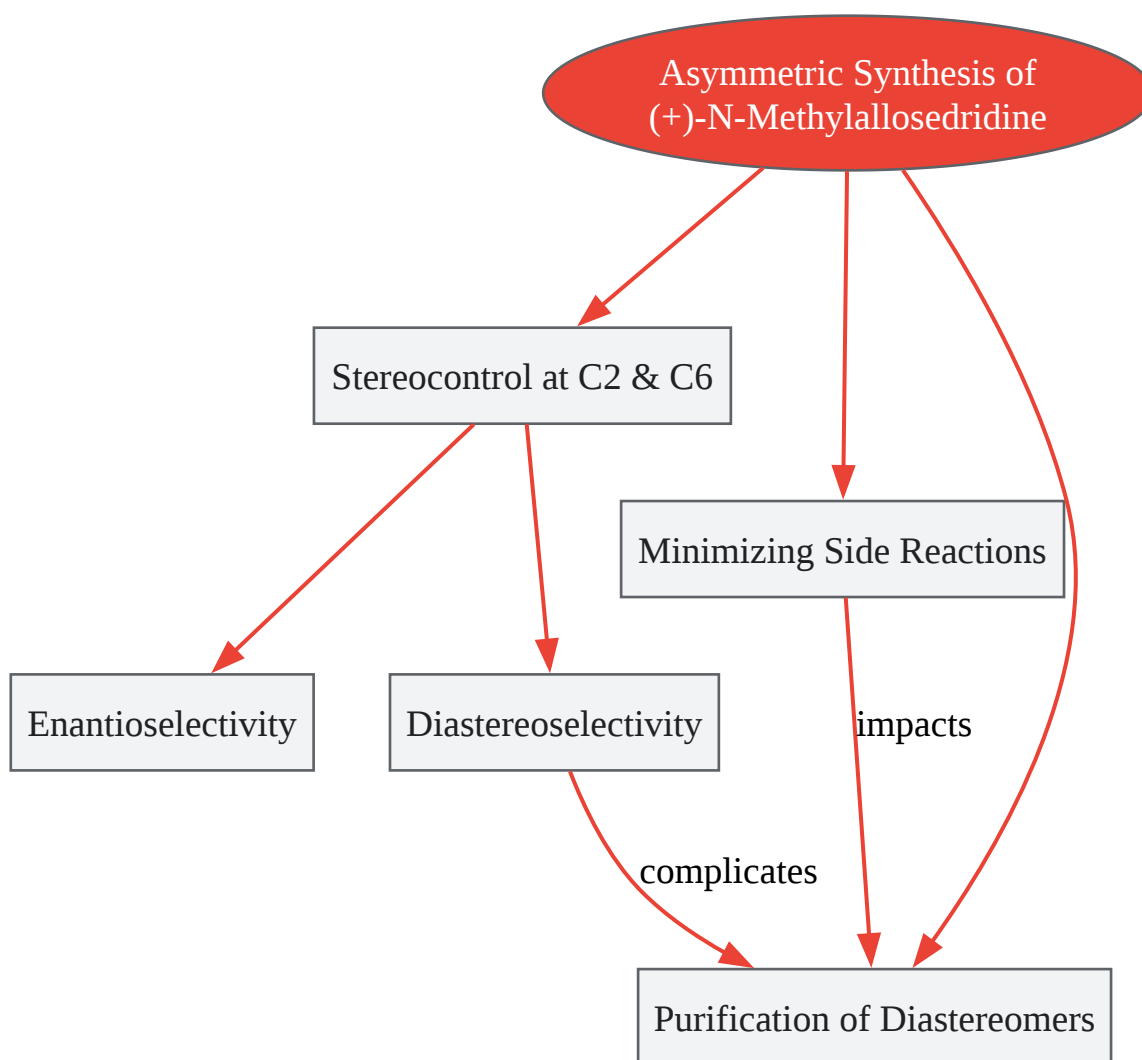 Asymmetric Synthesis of
(+)-N-Methylallosedridine
Stereocontrol at C2 & C6
Minimizing Side Reactions
Enantioselectivity
Diastereoselectivity
impacts
complicates
Purification of Diastereomers